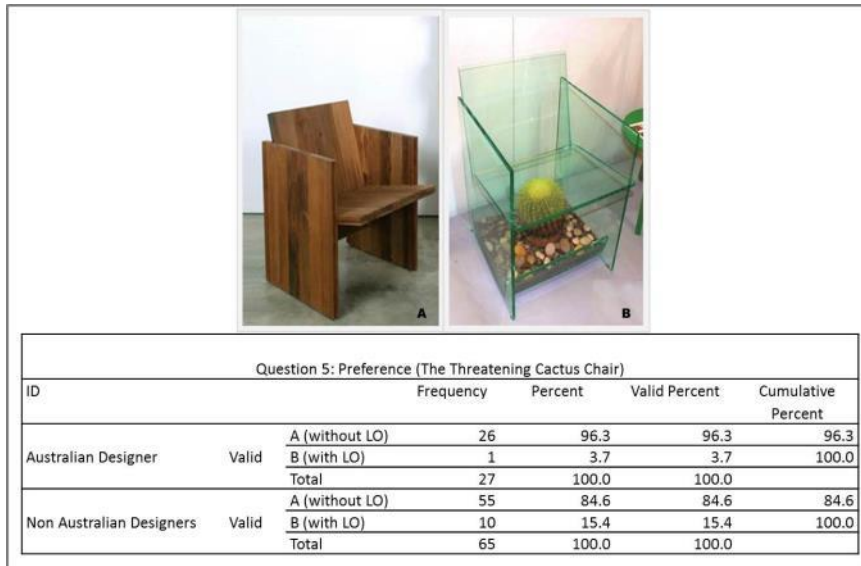 A B
Question 5: Preference (The Threatening Cactus Chair)
ID Frequency Percent Valid Percent Cumulative Percent
Australian Designer Valid A (without LO) 26 96.3 96.3 96.3
B (with LO) 1 3.7 3.7 100.0
Total 27 100.0 100.0
Non Australian Designers Valid A (without LO) 55 84.6 84.6 84.6
B (with LO) 10 15.4 15.4 100.0
Total 65 100.0 100.0